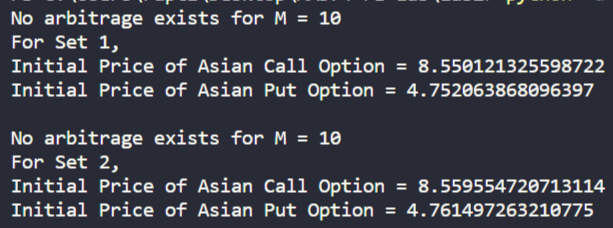 No arbitrage exists for M = 10
For Set 1,
Initial Price of Asian Call Option = 8.550121325598722
Initial Price of Asian Put Option = 4.752063868096397
No arbitrage exists for M = 10
For Set 2,
Initial Price of Asian Call Option = 8.559554720713114
Initial Price of Asian Put Option = 4.761497263210775